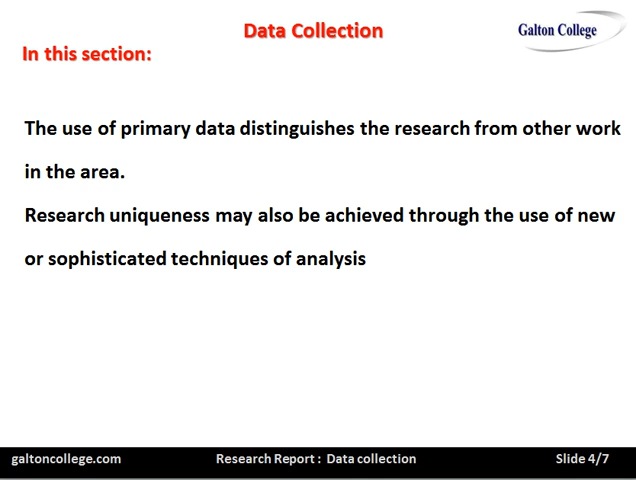 Data Collection
Galton College
In this section:
The use of primary data distinguishes the research from other work
in the area.
Research uniqueness may also be achieved through the use of new
or sophisticated techniques of analysis
galtoncollege.com
Research Report : Data collection
Slide 4/7